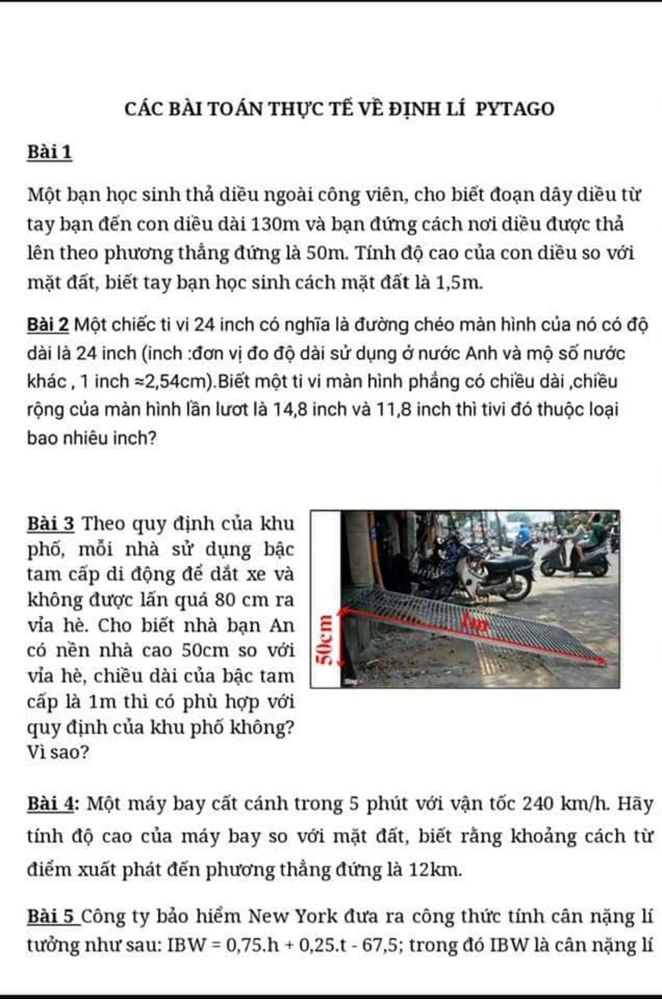 CÁC BÀI TOÁN THỰC TẾ VỀ ĐỊNH LÍ PYTAGO
Bài 1
Một bạn học sinh thả diều ngoài công viên, cho biết đoạn dây diều từ
tay bạn đến con diều dài 130m và bạn đứng cách nơi diều được thả
lên theo phương thẳng đứng là 50m. Tính độ cao của con diều so với
mặt đất, biết tay bạn học sinh cách mặt đất là 1,5m.
Bài 2 Một chiếc ti vi 24 inch có nghĩa là đường chéo màn hình của nó có độ
dài là 24 inch (inch :đơn vị đo độ dài sử dụng ở nước Anh và mộ số nước
khác , 1 inch ≈2,54cm).Biết một ti vi màn hình phẳng có chiều dài ,chiều
rộng của màn hình lần lươt là 14,8 inch và 11,8 inch thì tivi đó thuộc loại
bao nhiêu inch?
Bài 3 Theo quy định của khu
phố, mỗi nhà sử dụng bậc
tam cấp di động để dắt xe và
không được lấn quá 80 cm ra
vỉa hè. Cho biết nhà bạn An
có nền nhà cao 50cm so với
vỉa hè, chiều dài của bậc tam
cấp là 1m thì có phù hợp với
quy định của khu phố không?
Vì sao?
50cm
1m
Bài 4: Một máy bay cất cánh trong 5 phút với vận tốc 240 km/h. Hãy
tính độ cao của máy bay so với mặt đất, biết rằng khoảng cách từ
điểm xuất phát đến phương thẳng đứng là 12km.
Bài 5 Công ty bảo hiểm New York đưa ra công thức tính cân nặng lí
tưởng như sau: IBW = 0,75.h + 0,25.t - 67,5; trong đó IBW là cân nặng lí